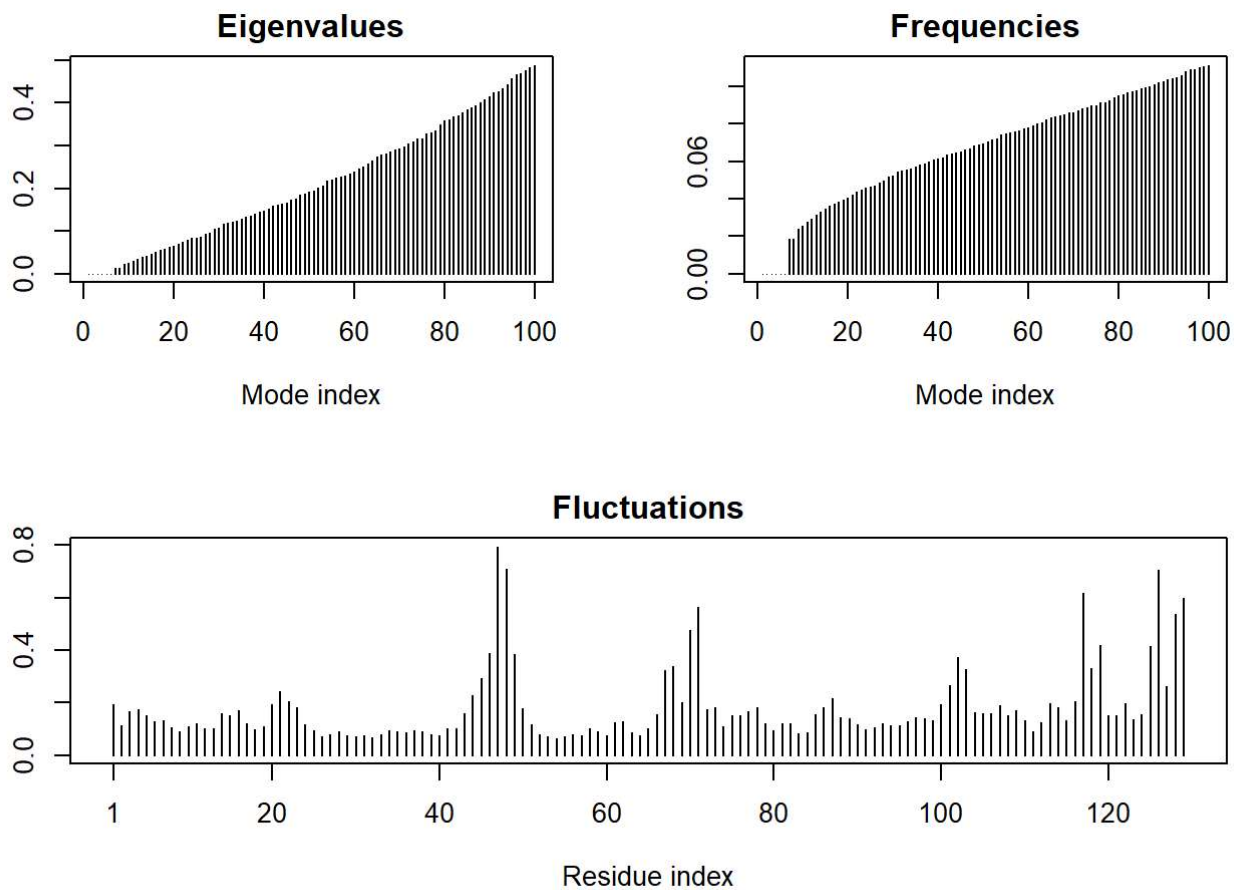 Eigenvalues
0.4
0.2
0.0
0 20 40 60 80 100
Mode index
Frequencies
0.06
0.00
0 20 40 60 80 100
Mode index
Fluctuations
0.8
0.4
0.0
1 20 40 60 80 100 120
Residue index